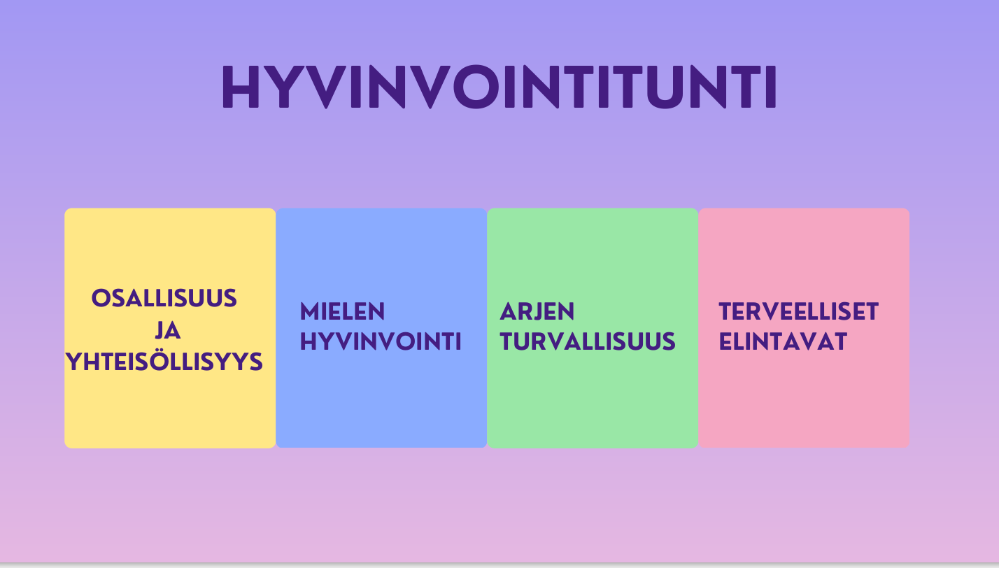 HYVINVOINTITUNTI
OSALLISUUS
JA
YHTEISÖLLISYYS
MIELEN
HYVINVOINTI
ARJEN
TURVALLISUUS
TERVEELLISET
ELINTAVAT